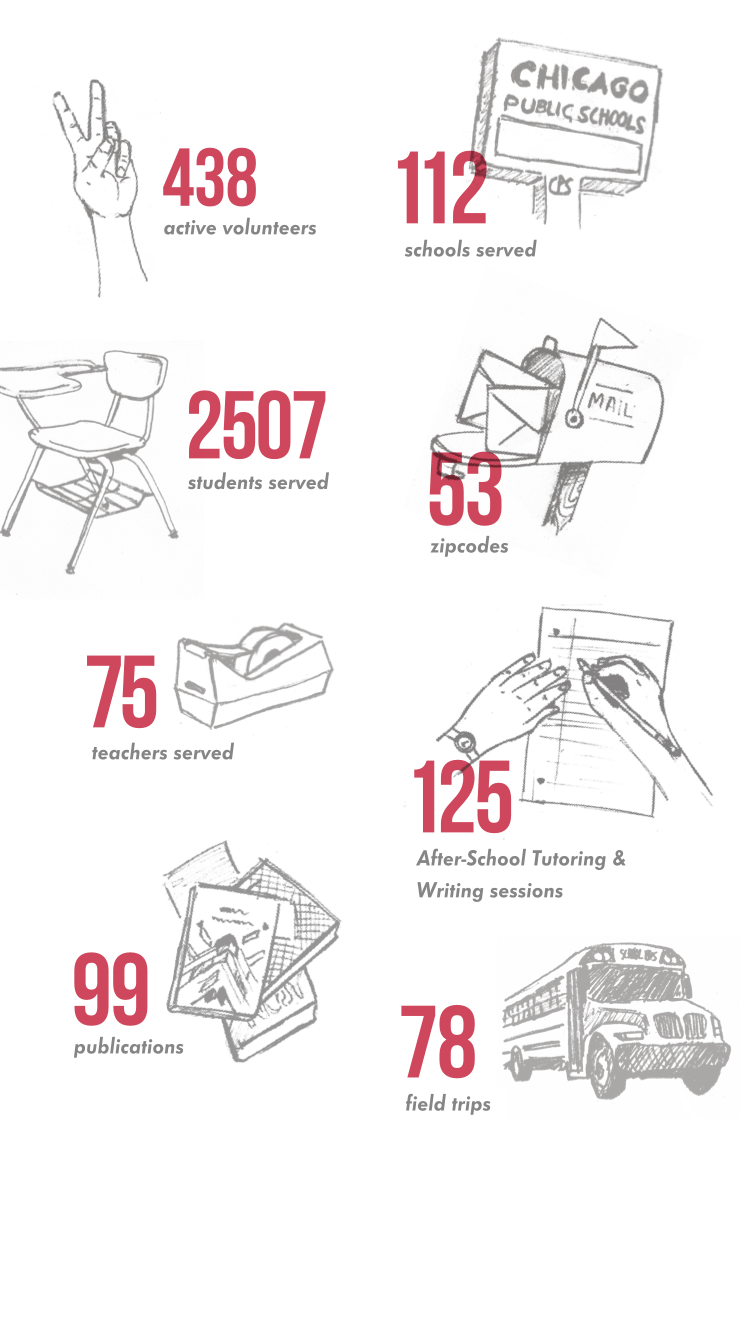 CHICAGO
PUBLIC SCHOOLS
CPS
438
active volunteers
112
schools served
MAIL
2507
students served
53
zipcodes
75
teachers served
125
After-School Tutoring &
Writing sessions
99
publications
SCHOOL BUS
78
field trips